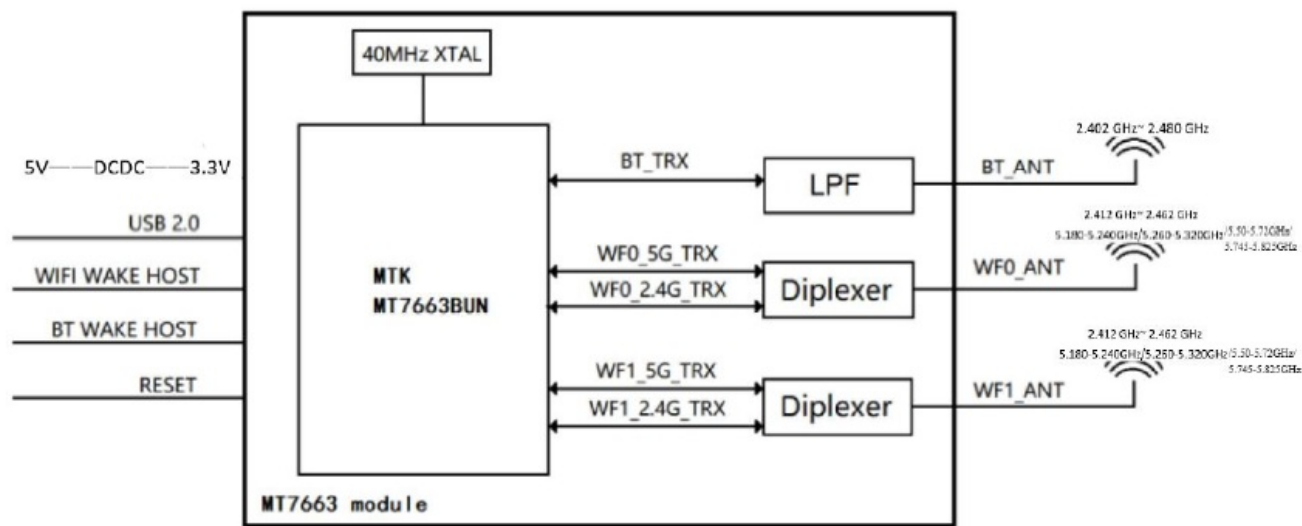 40MHz XTAL
5V——DCDC——3.3V
USB 2.0
WIFI WAKE HOST
BT WAKE HOST
RESET
MTK
MT7663BUN
BT_TRX
LPF
BT_ANT
2.402 GHz~ 2.480 GHz
WF0_5G_TRX
WF0_2.4G_TRX
Diplexer
WF0_ANT
2.412 GHz~ 2.462 GHz
5.180-5.240GHz/5.260-5.320GHz/5.50-5.72GHz/
5.745-5.825GHz
WF1_5G_TRX
WF1_2.4G_TRX
Diplexer
WF1_ANT
2.412 GHz~ 2.462 GHz
5.180-5.240GHz/5.260-5.320GHz/5.50-5.72GHz/
5.745-5.825GHz
MT7663 module